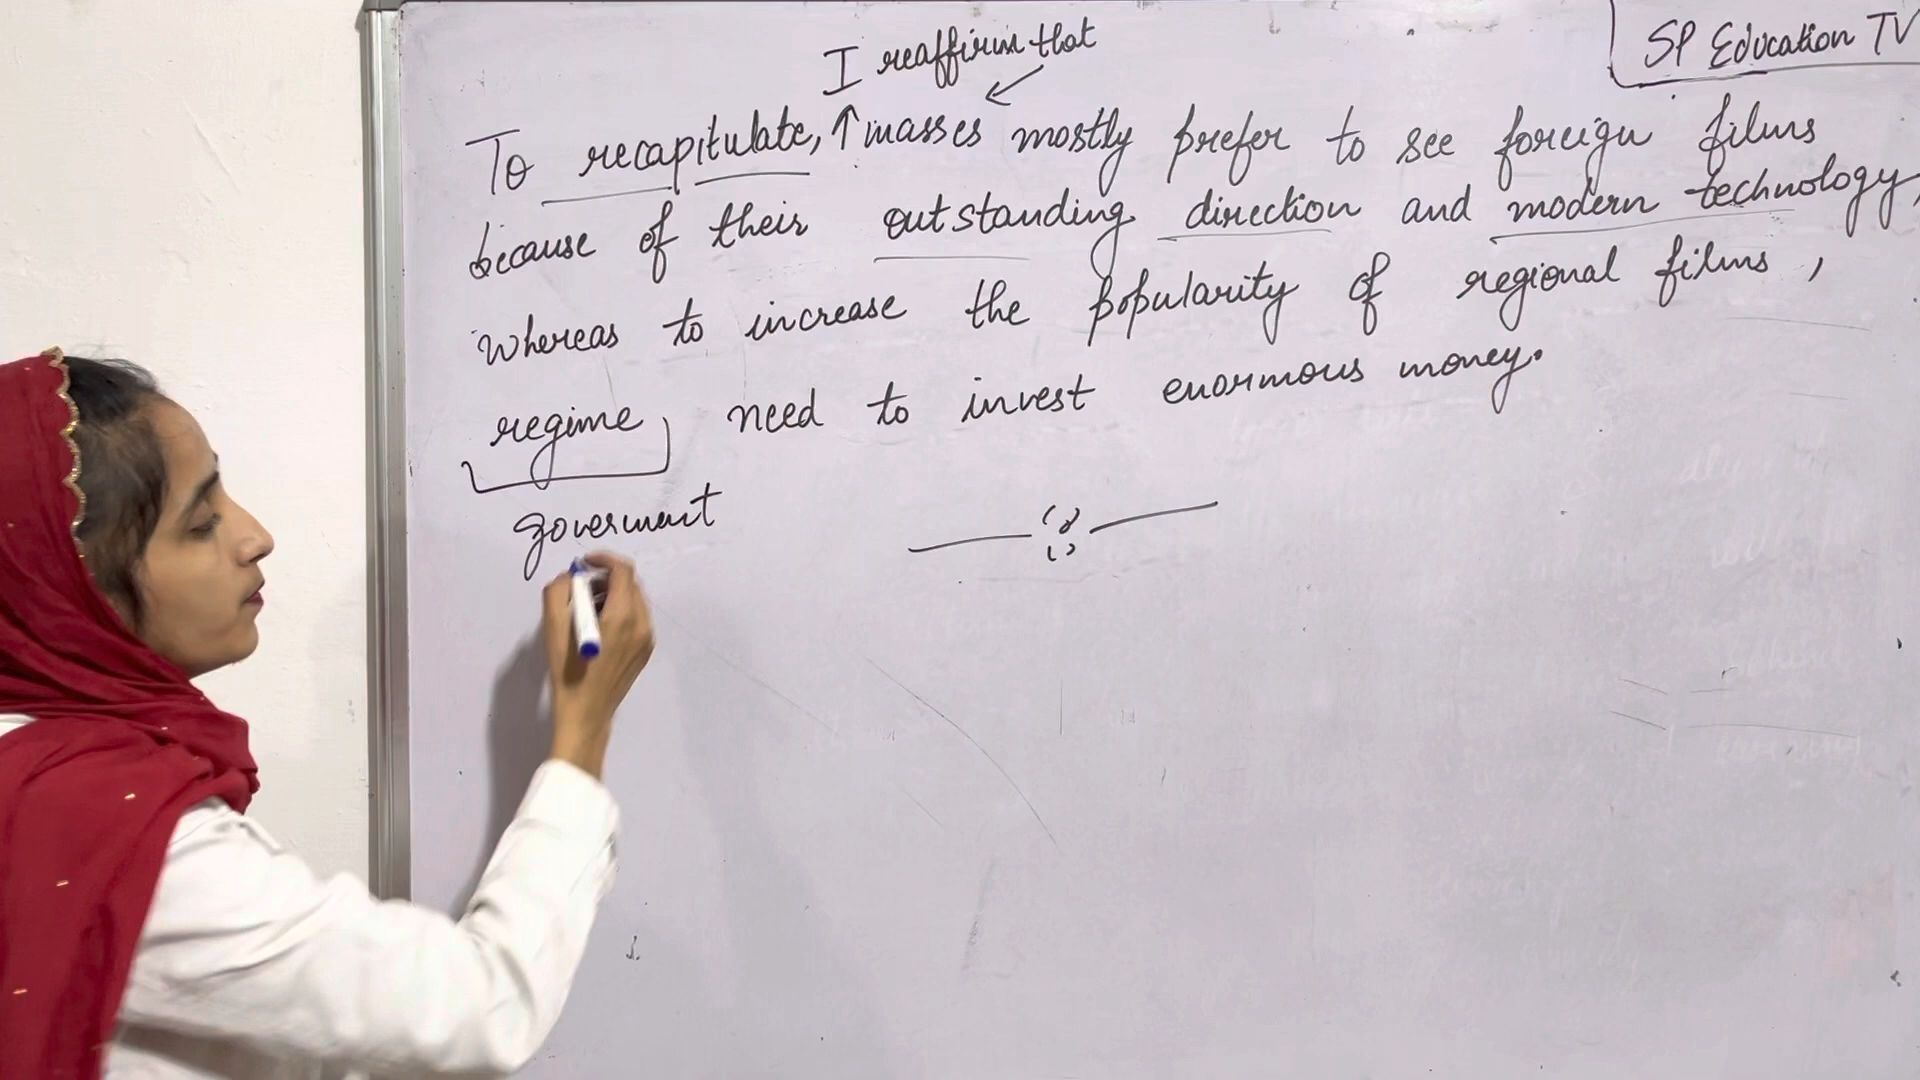 SP Education TV
I reaffirm that
To recapitulate, ↑ masses mostly prefer to see foreign films
because of their outstanding direction and modern technology,
whereas to increase the popularity of regional films,
regime need to invest enormous money.
goverment